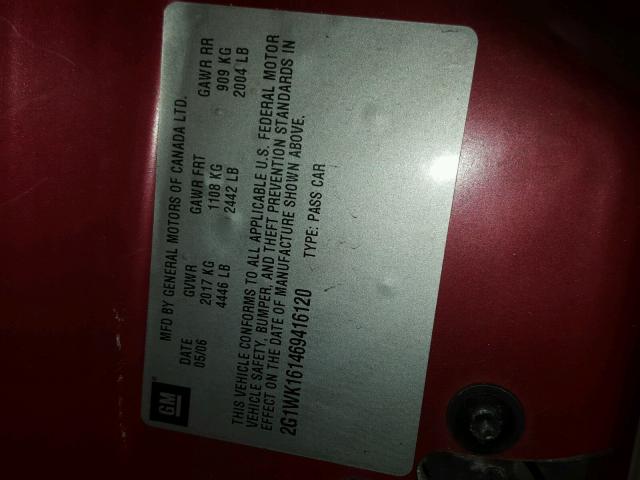 MFD BY GENERAL MOTORS OF CANADA LTD.
DATE GVWR GAWR FRT GAWR RR
05/06 2017 KG 1108 KG 909 KG
4446 LB 2442 LB 2004 LB
THIS VEHICLE CONFORMS TO ALL APPLICABLE U.S. FEDERAL MOTOR
VEHICLE SAFETY, BUMPER, AND THEFT PREVENTION STANDARDS IN
EFFECT ON THE DATE OF MANUFACTURE SHOWN ABOVE.
2G1WK161469416120 TYPE: PASS CAR
GM